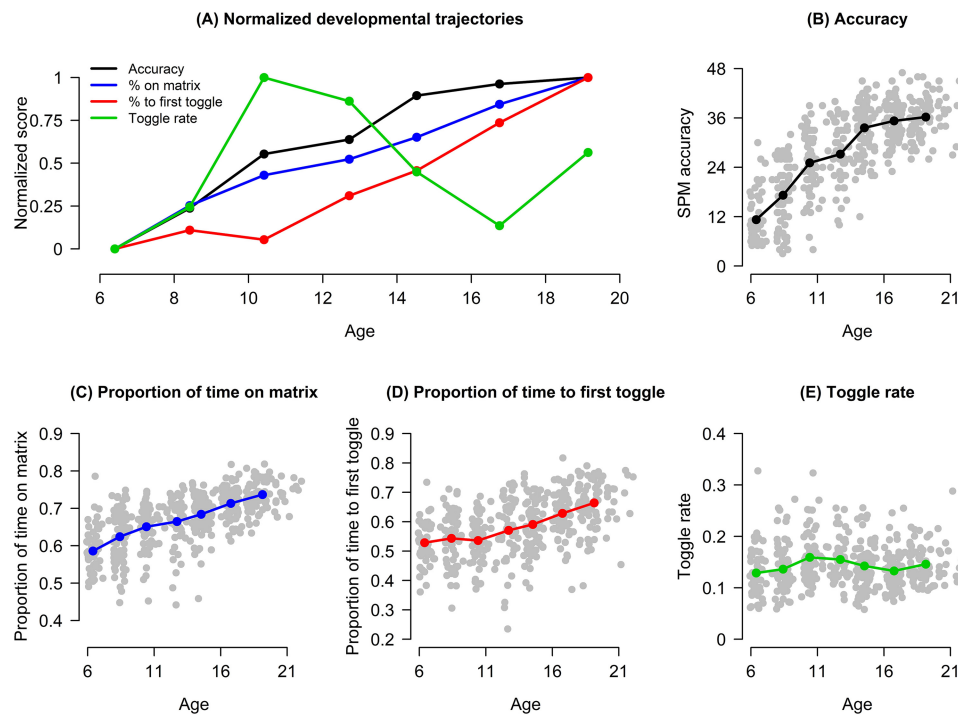 (A) Normalized developmental trajectories
Normalized score
1
0.75
0.5
0.25
0
Accuracy
% on matrix
% to first toggle
Toggle rate
6 8 10 12 14 16 18 20
Age
(B) Accuracy
SPM accuracy
48
36
24
12
0
6 11 16 21
Age
(C) Proportion of time on matrix
Proportion of time on matrix
0.9
0.8
0.7
0.6
0.5
0.4
6 11 16 21
Age
(D) Proportion of time to first toggle
Proportion of time to first toggle
0.9
0.8
0.7
0.6
0.5
0.4
0.3
0.2
6 11 16 21
Age
(E) Toggle rate
Toggle rate
0.4
0.3
0.2
0.1
0
6 11 16 21
Age